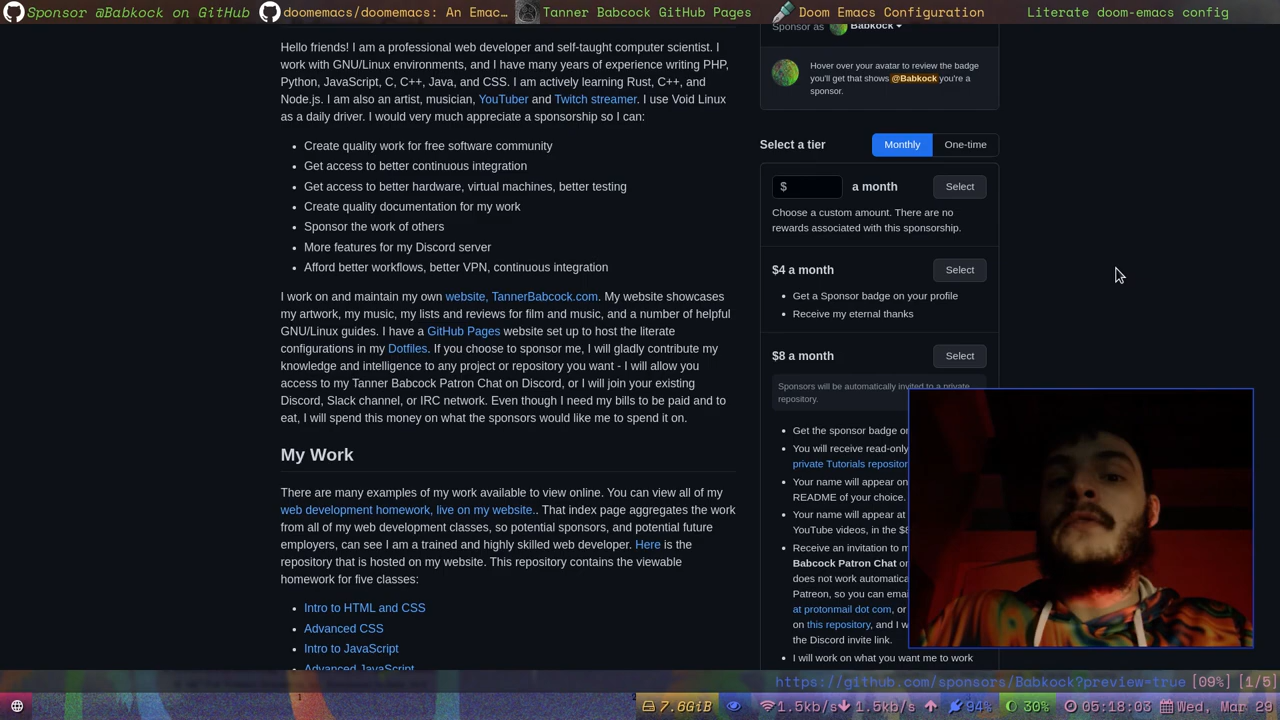 Sponsor @Babkock on GitHub
doomemacs/doomemacs: An Emac…
Tanner Babcock GitHub Pages
Doom Emacs Configuration
Literate doom-emacs config
Hello friends! I am a professional web developer and self-taught computer scientist. I
work with GNU/Linux environments, and I have many years of experience writing PHP,
Python, JavaScript, C, C++, Java, and CSS. I am actively learning Rust, C++, and
Node.js. I am also an artist, musician, YouTuber and Twitch streamer. I use Void Linux
as a daily driver. I would very much appreciate a sponsorship so I can:
Create quality work for free software community
Get access to better continuous integration
Get access to better hardware, virtual machines, better testing
Create quality documentation for my work
Sponsor the work of others
More features for my Discord server
Afford better workflows, better VPN, continuous integration
I work on and maintain my own website, TannerBabcock.com. My website showcases
my artwork, my music, my lists and reviews for film and music, and a number of helpful
GNU/Linux guides. I have a GitHub Pages website set up to host the literate
configurations in my Dotfiles. If you choose to sponsor me, I will gladly contribute my
knowledge and intelligence to any project or repository you want - I will allow you
access to my Tanner Babcock Patron Chat on Discord, or I will join your existing
Discord, Slack channel, or IRC network. Even though I need my bills to be paid and to
eat, I will spend this money on what the sponsors would like me to spend it on.
My Work
There are many examples of my work available to view online. You can view all of my
web development homework, live on my website.. That index page aggregates the work
from all of my web development classes, so potential sponsors, and potential future
employers, can see I am a trained and highly skilled web developer. Here is the
repository that is hosted on my website. This repository contains the viewable
homework for five classes:
Intro to HTML and CSS
Advanced CSS
Intro to JavaScript
Advanced JavaScript
Sponsor as Babkock
Hover over your avatar to review the badge
you'll get that shows @Babkock you're a
sponsor.
Select a tier
Monthly
One-time
$
a month
Select
Choose a custom amount. There are no
rewards associated with this sponsorship.
$4 a month
Select
Get a Sponsor badge on your profile
Receive my eternal thanks
$8 a month
Select
Sponsors will be automatically invited to a private
repository.
Get the sponsor badge
You will receive read-only
private Tutorials
Your name will appear on
README of your choice.
Your name will appear at
YouTube videos, in the
Receive an invitation to
Babcock Patron Chat
does not work
Patreon, so you can
at protonmail dot com, or
on this repository, and I
the Discord invite link.
I will work on what you want me to work
https://github.com/sponsors/Babkock?preview=true [09%] [1/5]
1
7.6GiB
1.5kb/s
1.5kb/s
94%
30%
05:18:03
Wed, Mar 29